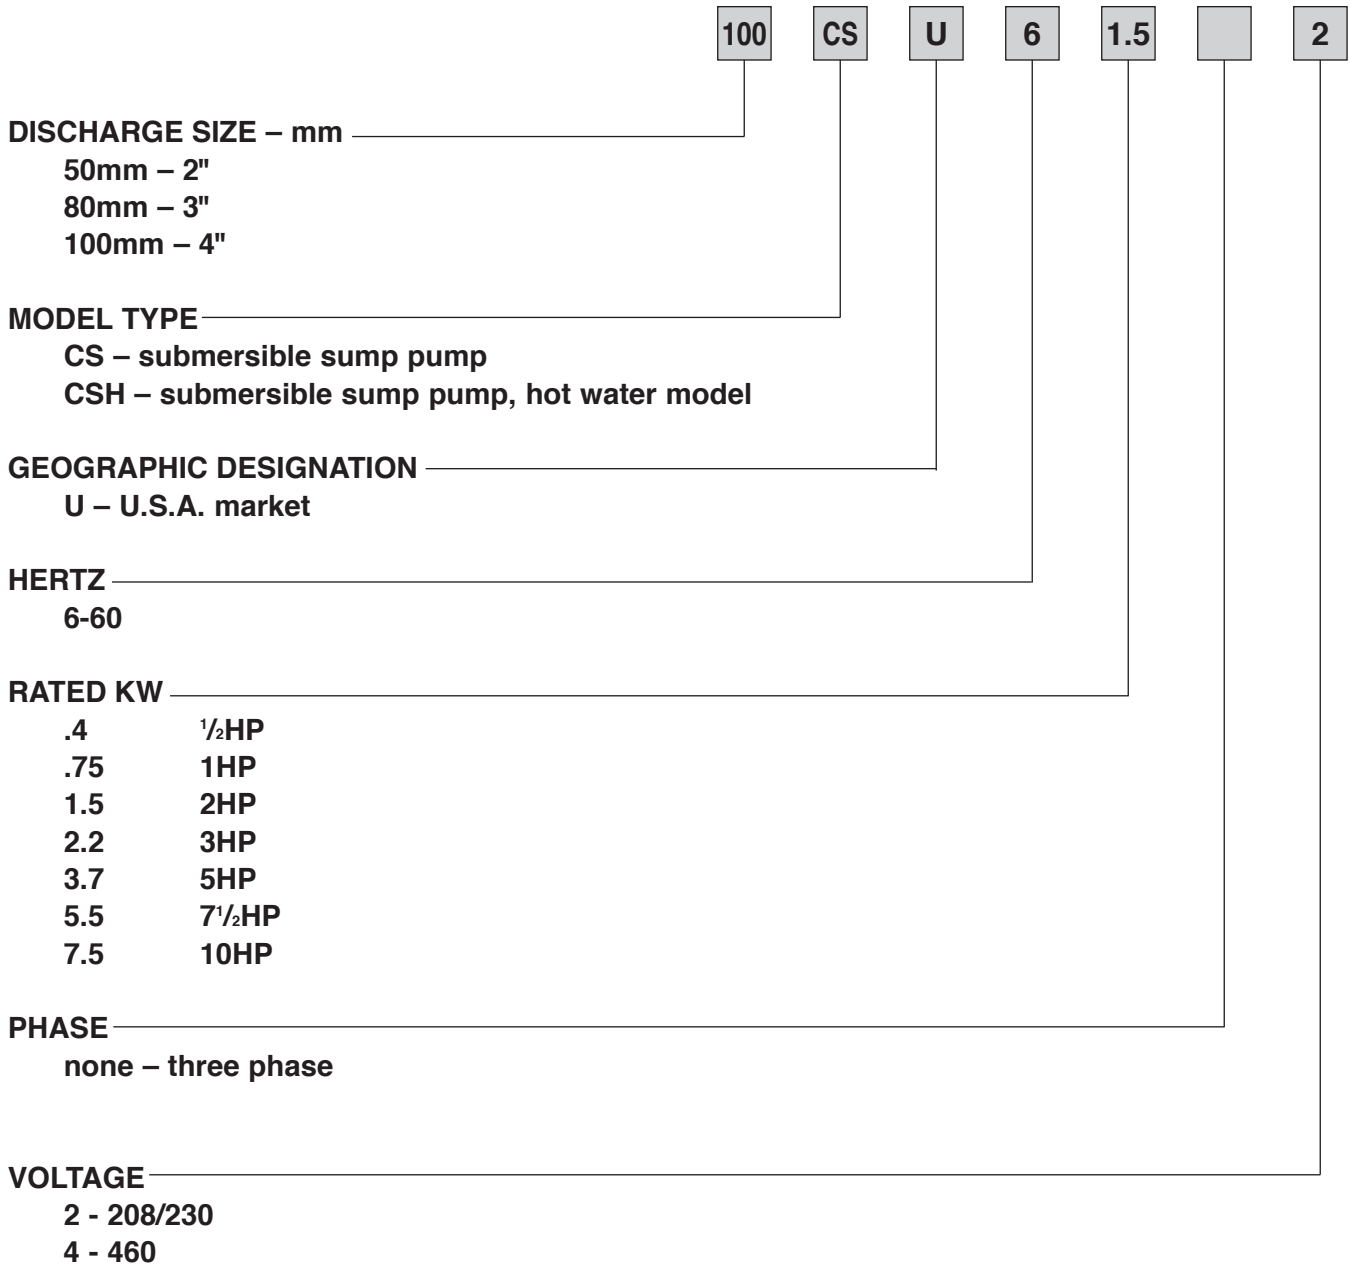 100 CS U 6 1.5 2
DISCHARGE SIZE – mm
50mm – 2"
80mm – 3"
100mm – 4"
MODEL TYPE
CS – submersible sump pump
CSH – submersible sump pump, hot water model
GEOGRAPHIC DESIGNATION
U – U.S.A. market
HERTZ
6-60
RATED KW
.4 1/2HP
.75 1HP
1.5 2HP
2.2 3HP
3.7 5HP
5.5 71/2HP
7.5 10HP
PHASE
none – three phase
VOLTAGE
2 - 208/230
4 - 460